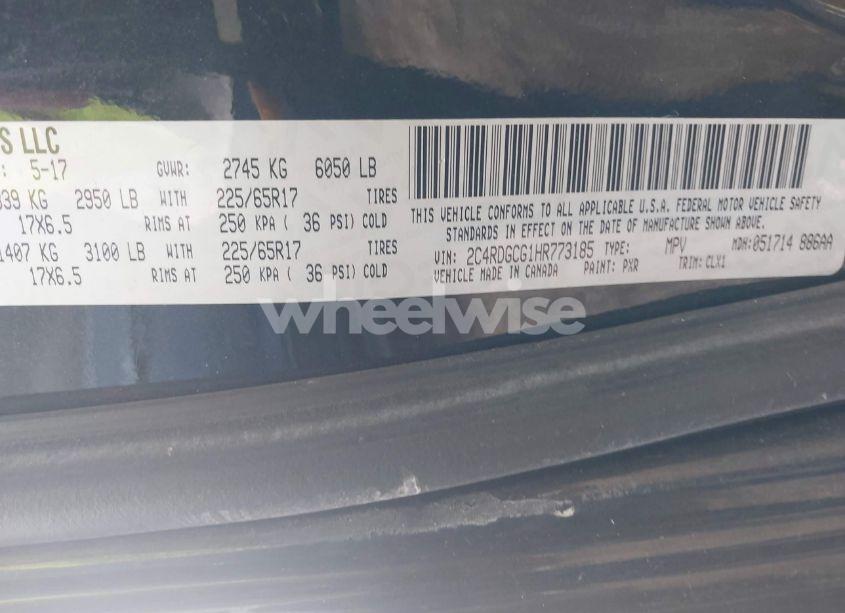 S LLC
: 5-17 GVWR: 2745 KG 6050 LB
39 KG 2950 LB WITH 225/65R17 TIRES
17X6.5 RIMS AT 250 KPA ( 36 PSI) COLD
1407 KG 3100 LB WITH 225/65R17 TIRES
17X6.5 RIMS AT 250 KPA ( 36 PSI) COLD
THIS VEHICLE CONFORMS TO ALL APPLICABLE U.S.A. FEDERAL MOTOR VEHICLE SAFETY
STANDARDS IN EFFECT ON THE DATE OF MANUFACTURE SHOWN ABOVE.
VIN: 2C4RDGCG1HR773185 TYPE: MPV MDH: 051714 886AA
VEHICLE MADE IN CANADA PAINT: PXR TRIM: CLX1
wheelwise